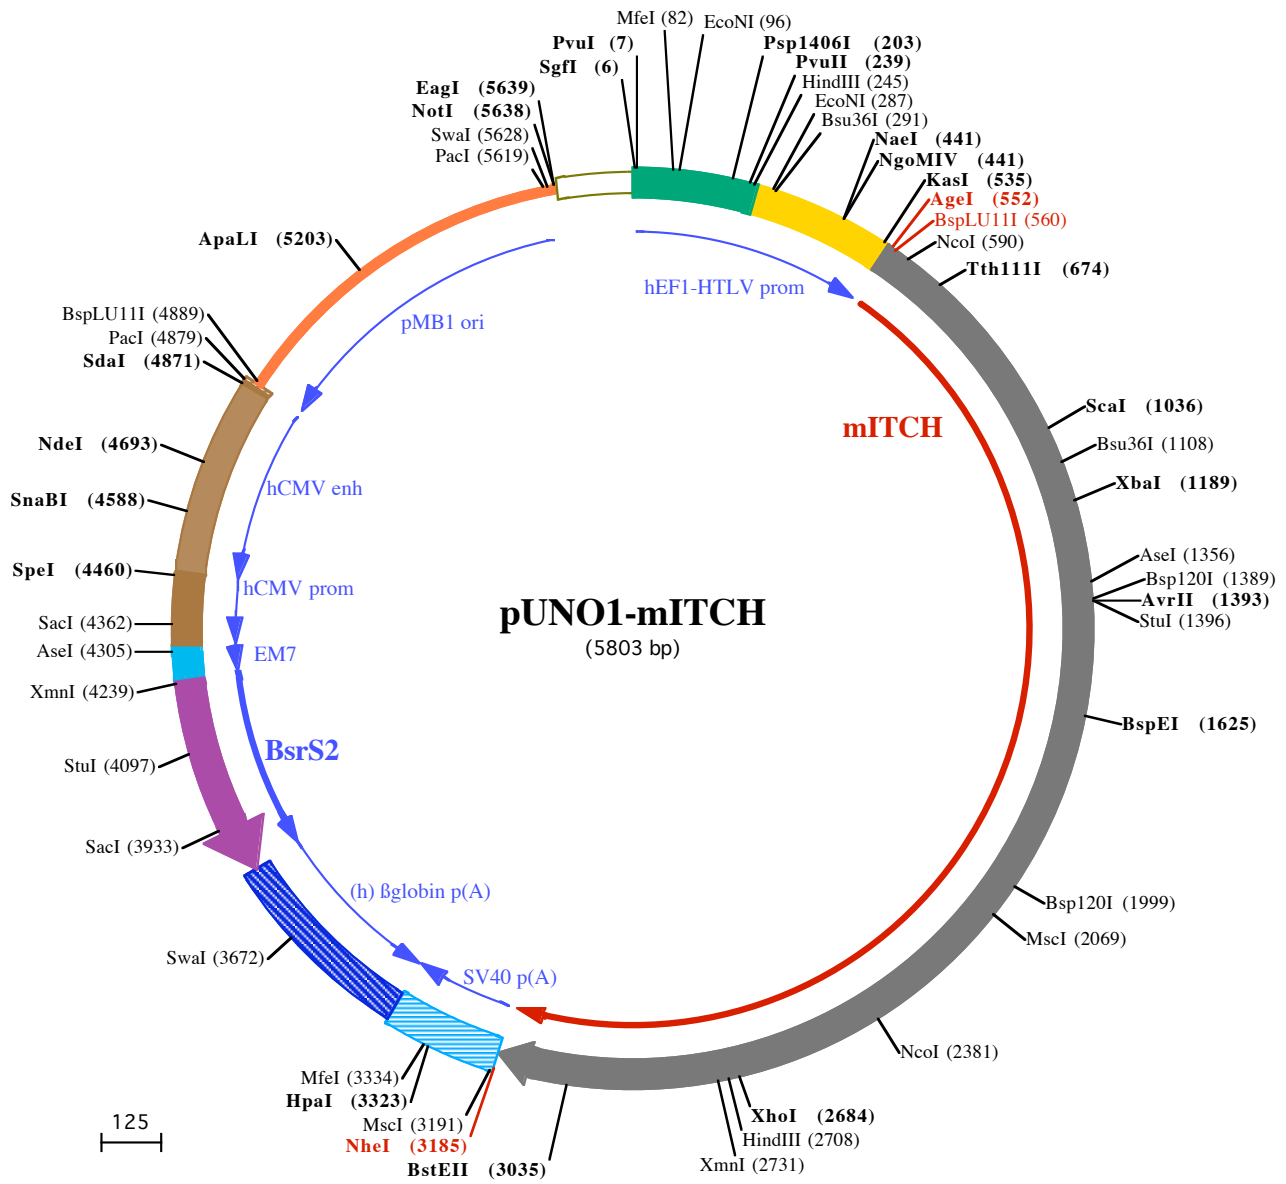 MfeI (82)
EcoNI (96)
PvuI (7)
Psp1406I (203)
SgfI (6)
PvuII (239)
HindIII (245)
EagI (5639)
EcoNI (287)
NotI (5638)
Bsu36I (291)
SwaI (5628)
NaeI (441)
PacI (5619)
NgoMIV (441)
KasI (535)
AgeI (552)
BspLU11I (560)
NcoI (590)
ApaLI (5203)
Tth111I (674)
hEF1-HTLV prom
BspLU11I (4889)
pMB1 ori
PacI (4879)
SdaI (4871)
ScaI (1036)
mITCH
NdeI (4693)
Bsu36I (1108)
XbaI (1189)
hCMV enh
SnaBI (4588)
AseI (1356)
SpeI (4460)
Bsp120I (1389)
hCMV prom
AvrII (1393)
pUNO1-mITCH
StuI (1396)
SacI (4362)
(5803 bp)
AseI (4305)
EM7
XmnI (4239)
BspEI (1625)
BsrS2
StuI (4097)
SacI (3933)
(h) ßglobin p(A)
Bsp120I (1999)
MscI (2069)
SwaI (3672)
SV40 p(A)
NcoI (2381)
MfeI (3334)
HpaI (3323)
XhoI (2684)
MscI (3191)
125
HindIII (2708)
NheI (3185)
XmnI (2731)
BstEII (3035)